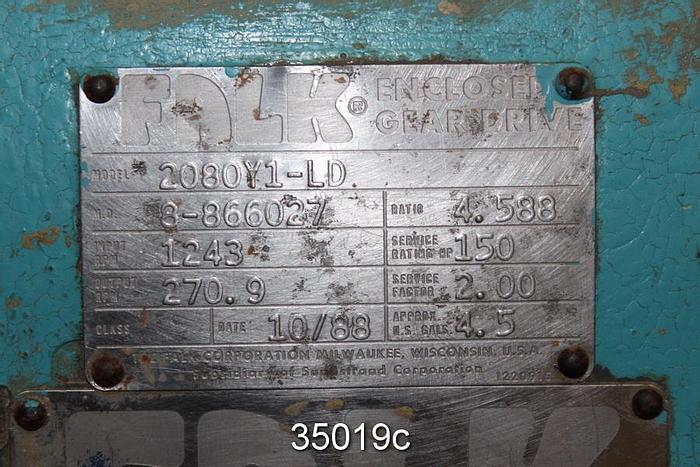 FALK® ENCLOSED
GEAR DRIVE
MODEL 2080Y1-LD
M.O. 8-866027 RATIO 4.588
INPUT RPM 1243 SERVICE RATING HP 150
OUTPUT RPM 270.9 SERVICE FACTOR 2.00
CLASS DATE 10/88 APPROX. U.S. GALS. 4.5
FALK CORPORATION MILWAUKEE, WISCONSIN, U.S.A.
Subsidiary of Sundstrand Corporation
FALK
35019c